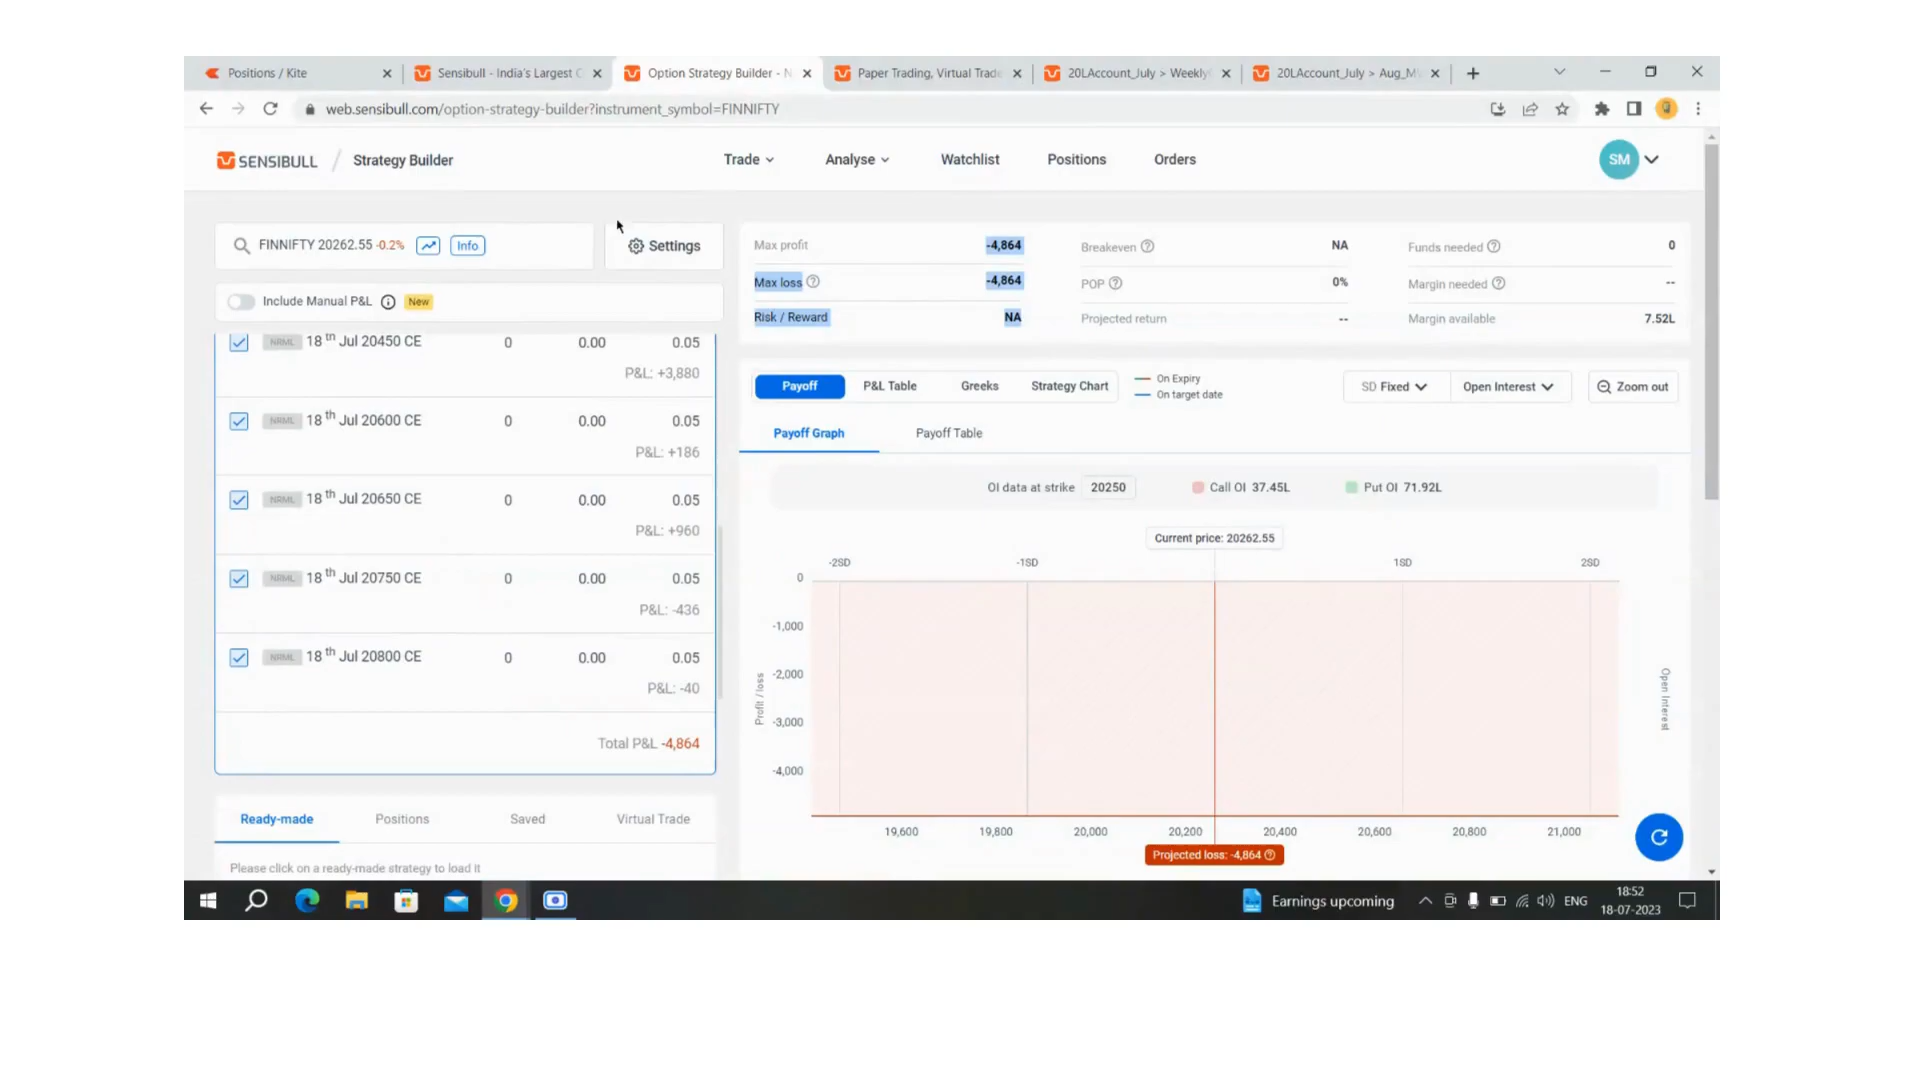 Positions / Kite
Sensibull - India's Largest C
Option Strategy Builder - N
Paper Trading, Virtual Trade
20LAccount_July > Weekly
20LAccount_July > Aug_M
web.sensibull.com/option-strategy-builder?instrument_symbol=FINNIFTY
SENSIBULL / Strategy Builder
Trade
Analyse
Watchlist
Positions
Orders
SM
FINNIFTY 20262.55 -0.2% Info
Settings
Include Manual P&L New
18th Jul 20450 CE 0 0.00 0.05
NRML
P&L: +3,880
NRML 18th Jul 20600 CE 0 0.00 0.05
P&L: +186
NRML 18th Jul 20650 CE 0 0.00 0.05
P&L: +960
NRML 18th Jul 20750 CE 0 0.00 0.05
P&L: -436
NRML 18th Jul 20800 CE 0 0.00 0.05
P&L: -40
Total P&L -4,864
Ready-made
Positions
Saved
Virtual Trade
Please click on a ready-made strategy to load it
Max profit -4,864
Max loss -4,864
Risk / Reward NA
Breakeven NA
POP 0%
Projected return --
Funds needed 0
Margin needed --
Margin available 7.52L
Payoff
P&L Table
Greeks
Strategy Chart
On Expiry
On target date
SD Fixed
Open Interest
Zoom out
Payoff Graph
Payoff Table
OI data at strike 20250
Call OI 37.45L
Put OI 71.92L
Current price: 20262.55
-2SD -1SD 1SD 2SD
0
-1,000
-2,000
-3,000
-4,000
Profit / loss
Open Interest
19,600 19,800 20,000 20,200 20,400 20,600 20,800 21,000
Projected loss: -4,864
Earnings upcoming
ENG
18:52
18-07-2023